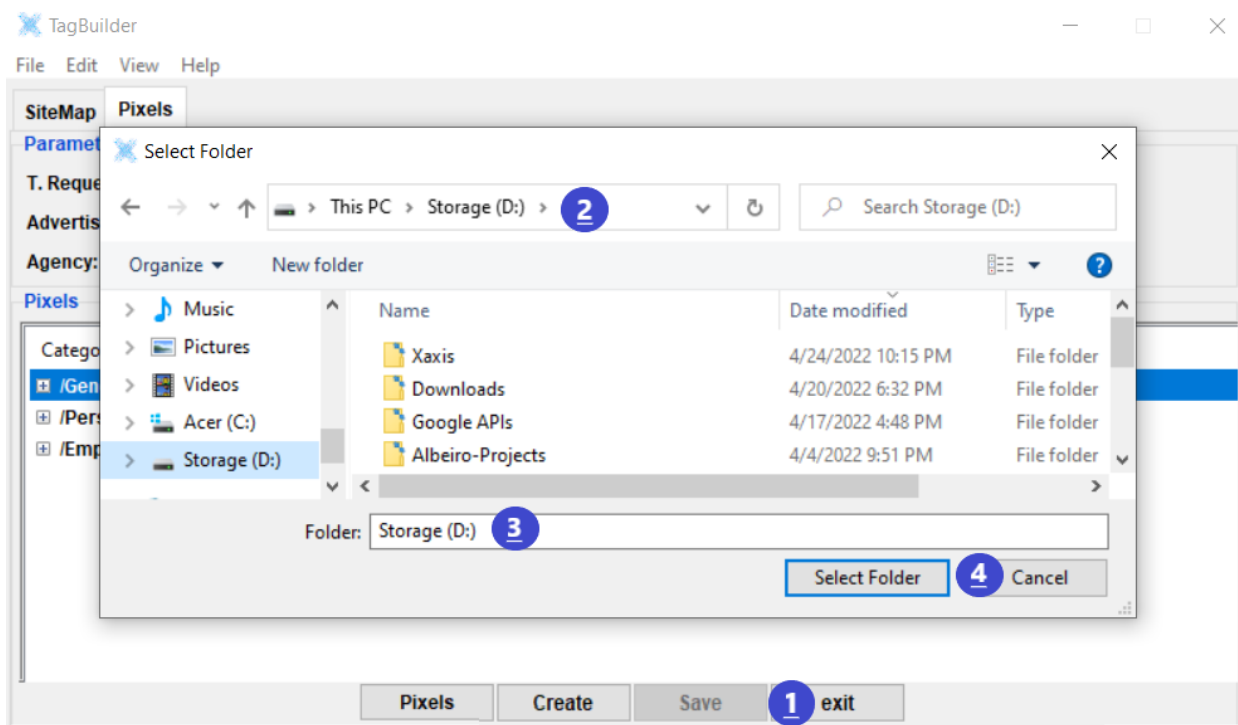 TagBuilder
File Edit View Help
SiteMap Pixels
Paramet
Select Folder
T. Reque
This PC > Storage (D:) > 2 Search Storage (D:)
Advertis
Agency: Organize New folder ?
Pixels Music Name Date modified Type
Catego Pictures Xaxis 4/24/2022 10:15 PM File folder
/Gen Videos Downloads 4/20/2022 6:32 PM File folder
/Pers Acer (C:) Google APIs 4/17/2022 4:48 PM File folder
/Emp Storage (D:) Albeiro-Projects 4/4/2022 9:51 PM File folder
Folder: Storage (D:) 3
Select Folder 4 Cancel
Pixels Create Save 1 exit